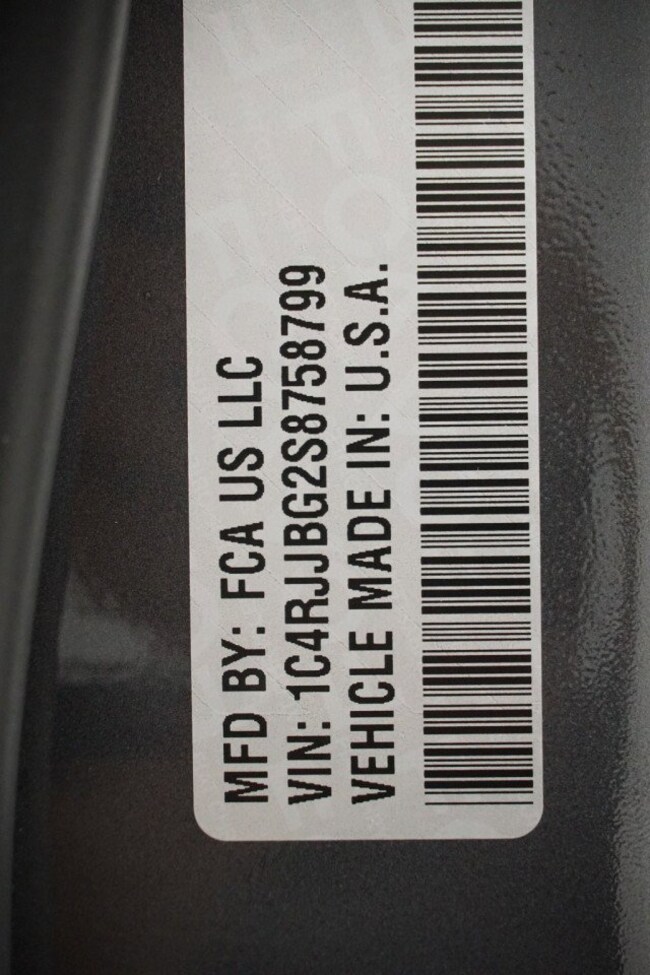 MFD BY: FCA US LLC
VIN: 1C4RJJBG2S8758799
VEHICLE MADE IN: U.S.A.